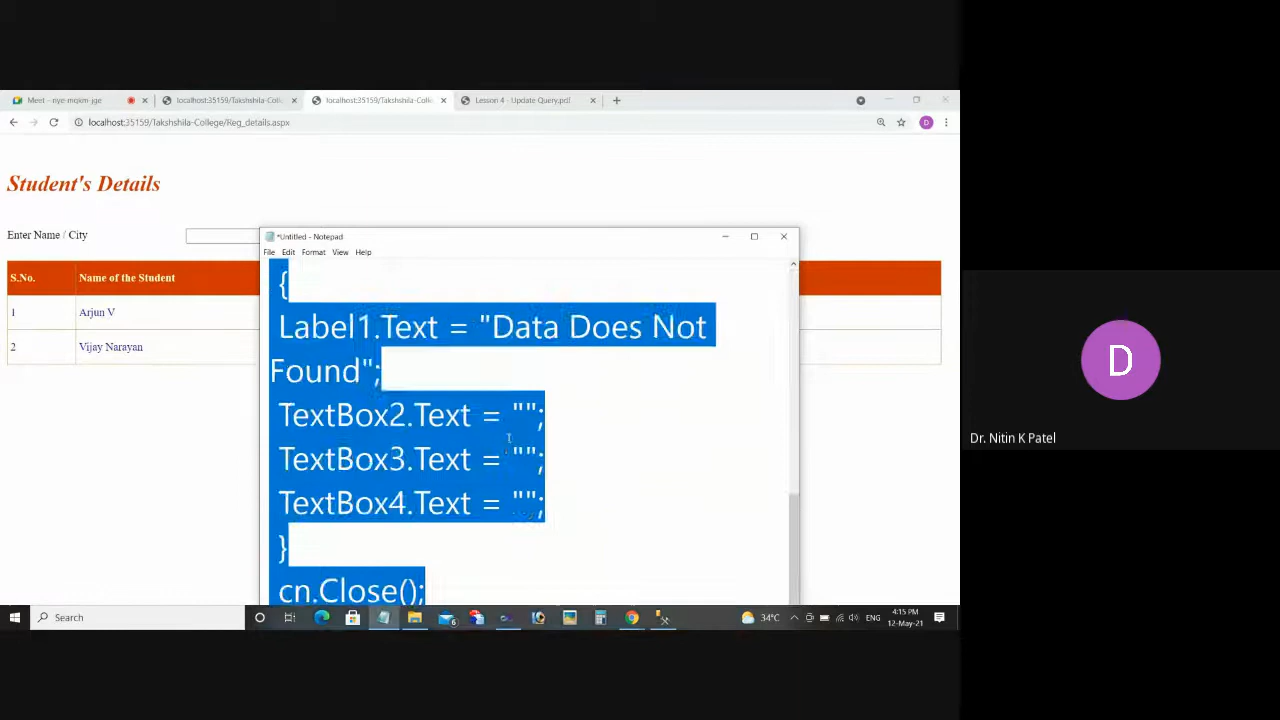 Meet - nye-mqkm-jge
localhost:35159/Takshshila-Colle
localhost:35159/Takshshila-Colle
Lesson 4 - Update Query.pdf
localhost:35159/Takshshila-College/Reg_details.aspx
D
Student's Details
Enter Name / City
S.No.
Name of the Student
1
Arjun V
2
Vijay Narayan
*Untitled - Notepad
File Edit Format View Help
{
Label1.Text = "Data Does Not
Found";
TextBox2.Text = "";
TextBox3.Text = "";
TextBox4.Text = "";
}
cn.Close();
D
Dr. Nitin K Patel
Search
6
34°C
ENG
4:15 PM
12-May-21